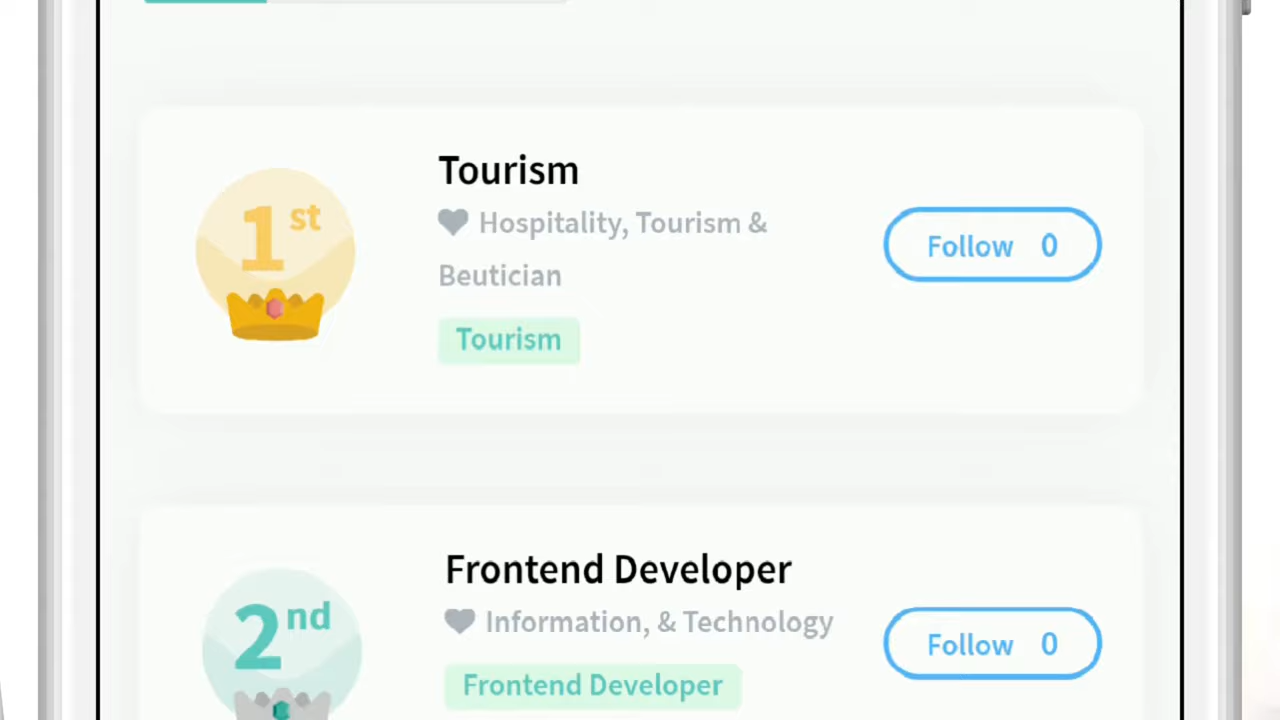 1st
Tourism
Hospitality, Tourism &
Beutician
Tourism
Follow 0
2nd
Frontend Developer
Information, & Technology
Frontend Developer
Follow 0